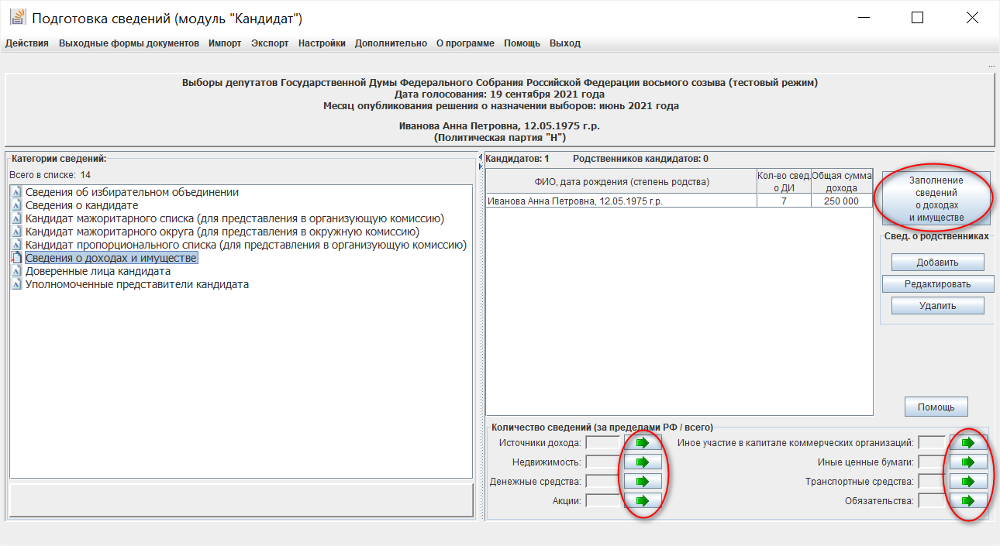 Подготовка сведений (модуль "Кандидат")
Действия Выходные формы документов Импорт Экспорт Настройки Дополнительно О программе Помощь Выход
...
Выборы депутатов Государственной Думы Федерального Собрания Российской Федерации восьмого созыва (тестовый режим)
Дата голосования: 19 сентября 2021 года
Месяц опубликования решения о назначении выборов: июнь 2021 года
Иванова Анна Петровна, 12.05.1975 г.р.
(Политическая партия "Н")
Категории сведений:
Всего в списке: 14
Сведения об избирательном объединении
Сведения о кандидате
Кандидат мажоритарного списка (для представления в организующую комиссию)
Кандидат мажоритарного округа (для представления в окружную комиссию)
Кандидат пропорционального списка (для представления в организующую комиссию)
Сведения о доходах и имуществе
Доверенные лица кандидата
Уполномоченные представители кандидата
Кандидатов: 1 Родственников кандидатов: 0
ФИО, дата рождения (степень родства)
Кол-во свед.
о ДИ
Общая сумма
дохода
Иванова Анна Петровна, 12.05.1975 г.р. 7 250 000
Заполнение
сведений
о доходах
и имуществе
Свед. о родственниках
Добавить
Редактировать
Удалить
Помощь
Количество сведений (за пределами РФ / всего)
Источники дохода: Иное участие в капитале коммерческих организаций:
Недвижимость: Иные ценные бумаги:
Денежные средства: Транспортные средства:
Акции: Обязательства: